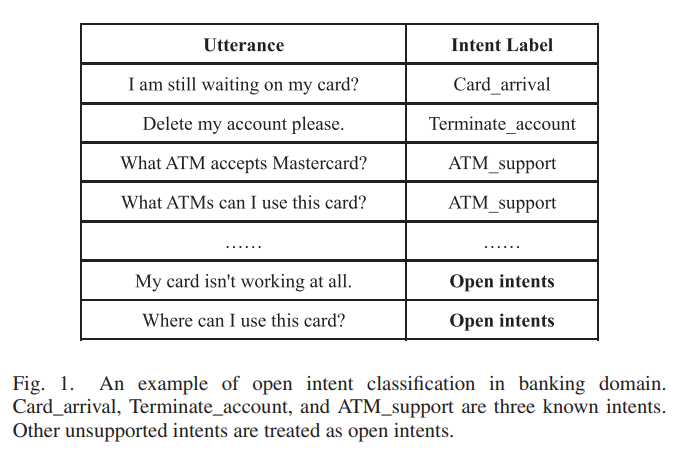 Utterance Intent Label
I am still waiting on my card? Card_arrival
Delete my account please. Terminate_account
What ATM accepts Mastercard? ATM_support
What ATMs can I use this card? ATM_support
...... ......
My card isn't working at all. Open intents
Where can I use this card? Open intents
Fig. 1. An example of open intent classification in banking domain.
Card_arrival, Terminate_account, and ATM_support are three known intents.
Other unsupported intents are treated as open intents.